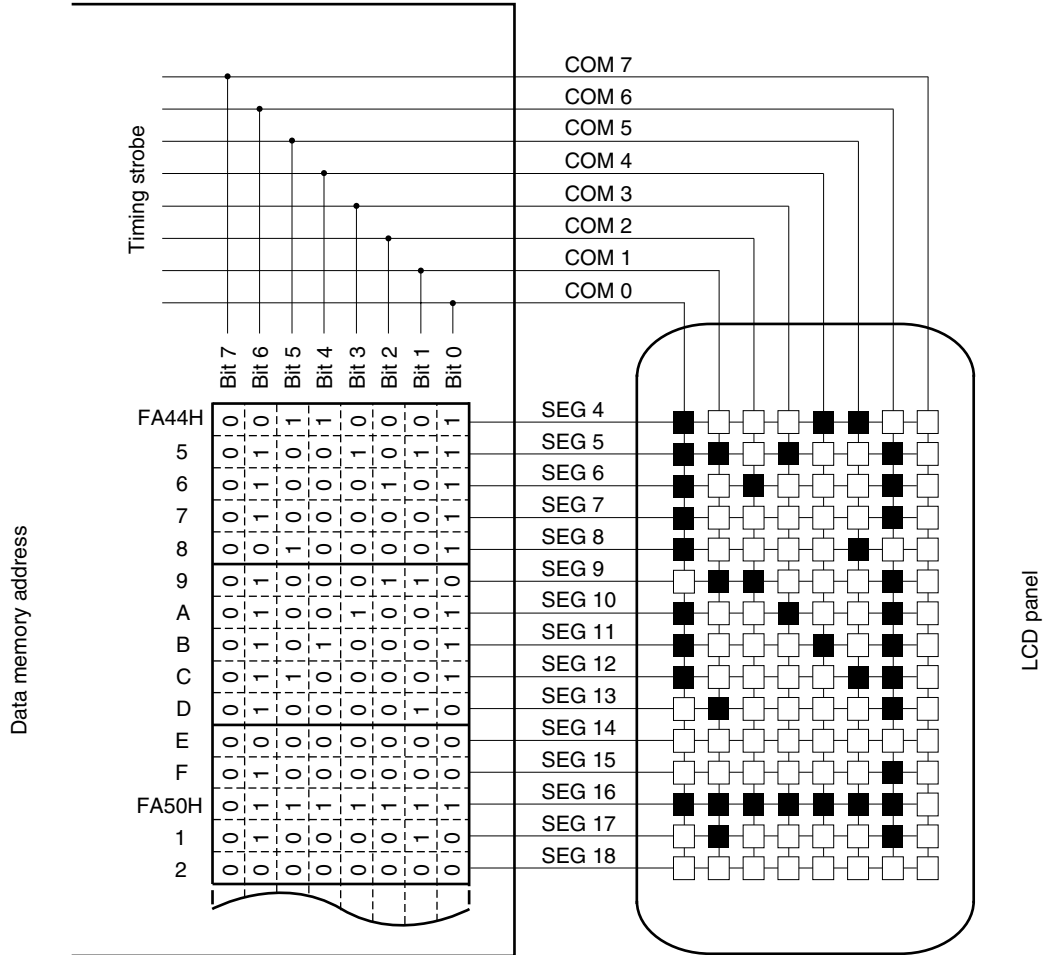 COM 7
COM 6
COM 5
COM 4
COM 3
COM 2
COM 1
COM 0
Timing strobe
Bit 7 Bit 6 Bit 5 Bit 4 Bit 3 Bit 2 Bit 1 Bit 0
Data memory address
FA44H 0 0 1 1 0 0 0 1 SEG 4
5 0 1 0 0 1 0 1 1 SEG 5
6 0 1 0 0 0 1 0 1 SEG 6
7 0 1 0 0 0 0 0 1 SEG 7
8 0 0 1 0 0 0 0 1 SEG 8
9 0 1 0 0 0 1 1 0 SEG 9
A 0 1 0 0 1 0 0 1 SEG 10
B 0 1 0 1 0 0 0 1 SEG 11
C 0 1 1 0 0 0 0 1 SEG 12
D 0 1 0 0 0 0 1 0 SEG 13
E 0 0 0 0 0 0 0 0 SEG 14
F 0 1 0 0 0 0 0 0 SEG 15
FA50H 0 1 1 1 1 1 1 1 SEG 16
1 0 1 0 0 0 0 1 0 SEG 17
2 0 0 0 0 0 0 0 0 SEG 18
LCD panel